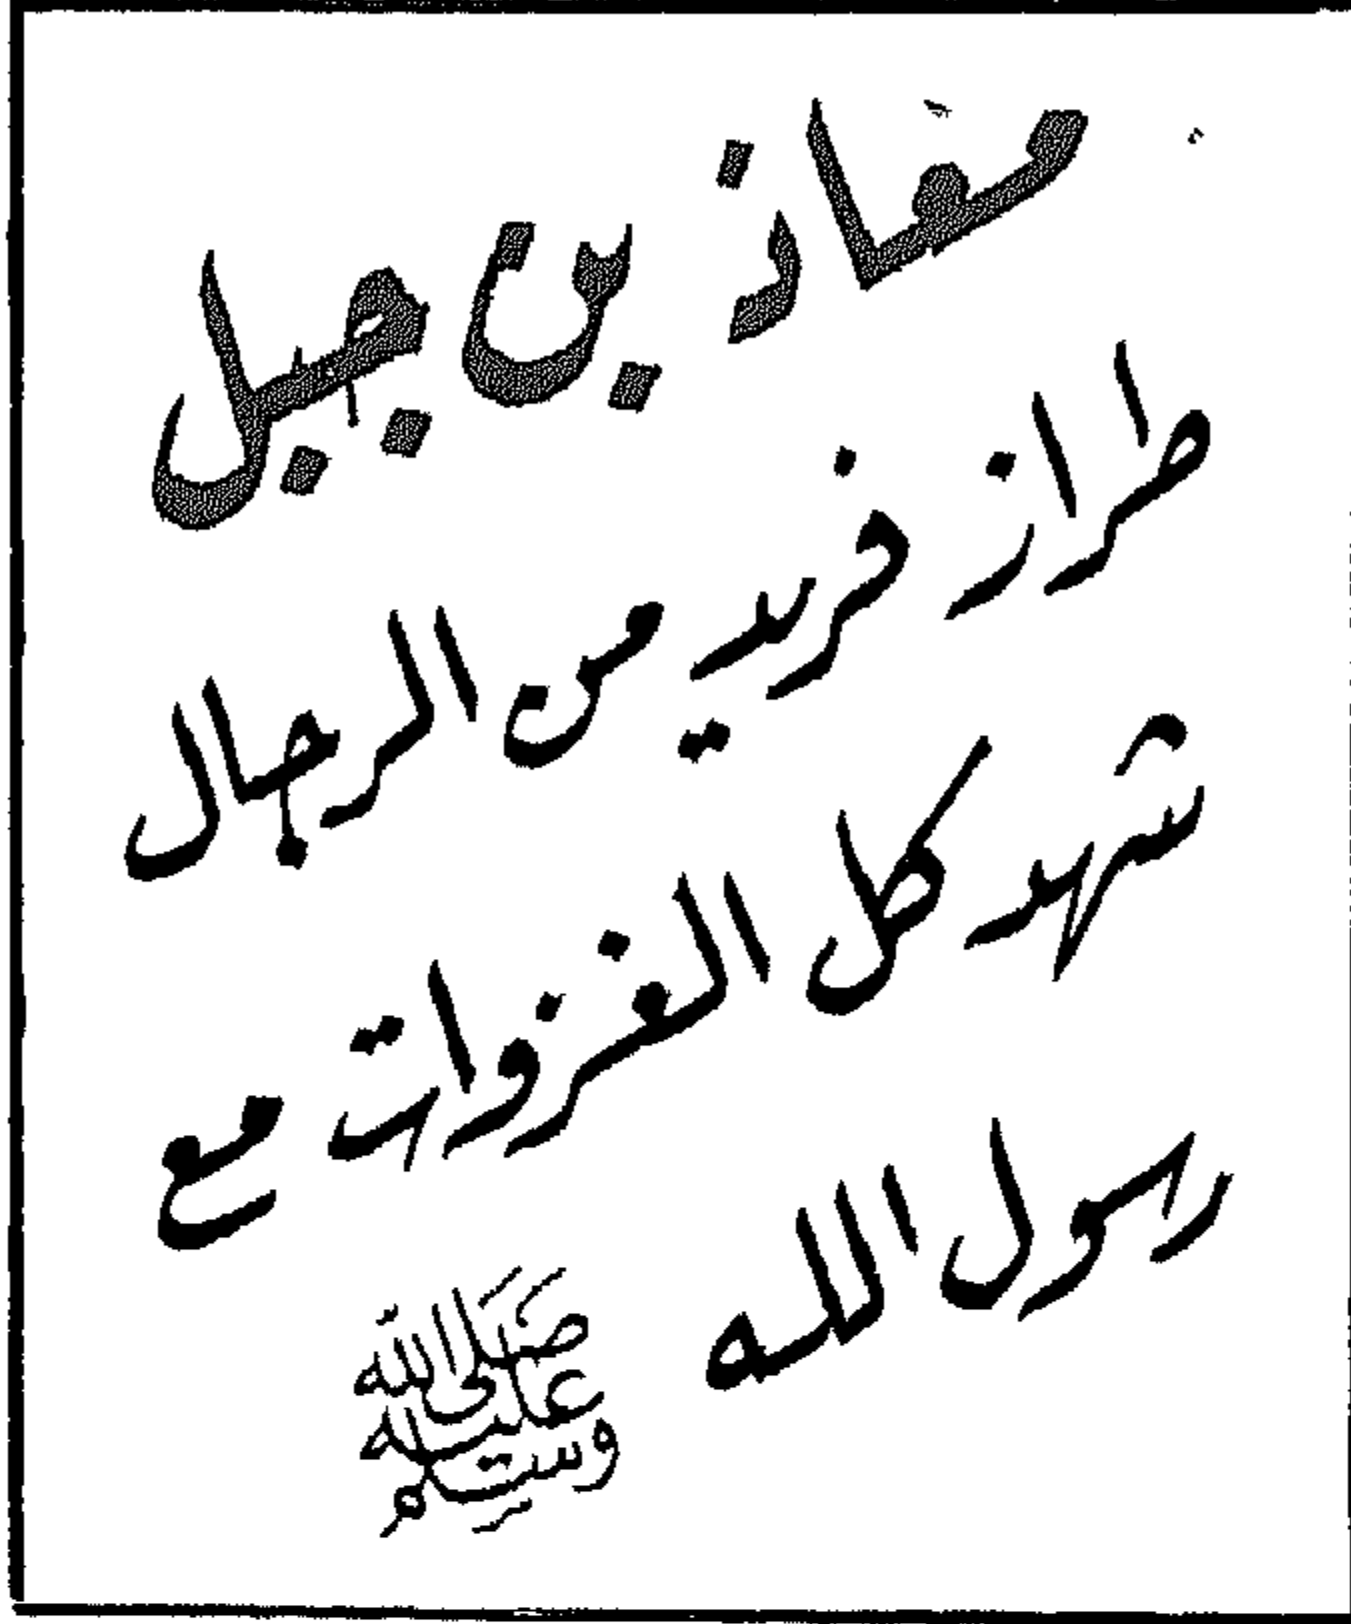 معاذ بن جبل
طراز فريد من الرجال
شهد كل الغزوات مع
رسول الله
صلى الله
عليه
وسلم